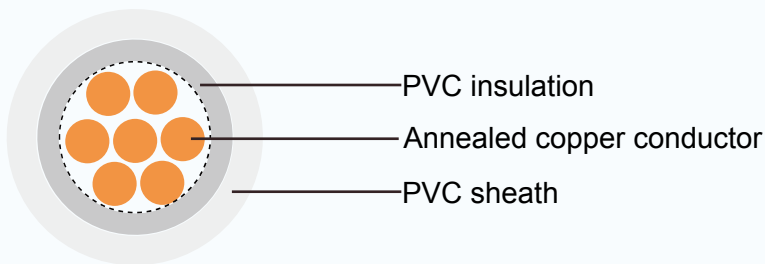 PVC insulation
Annealed copper conductor
PVC sheath